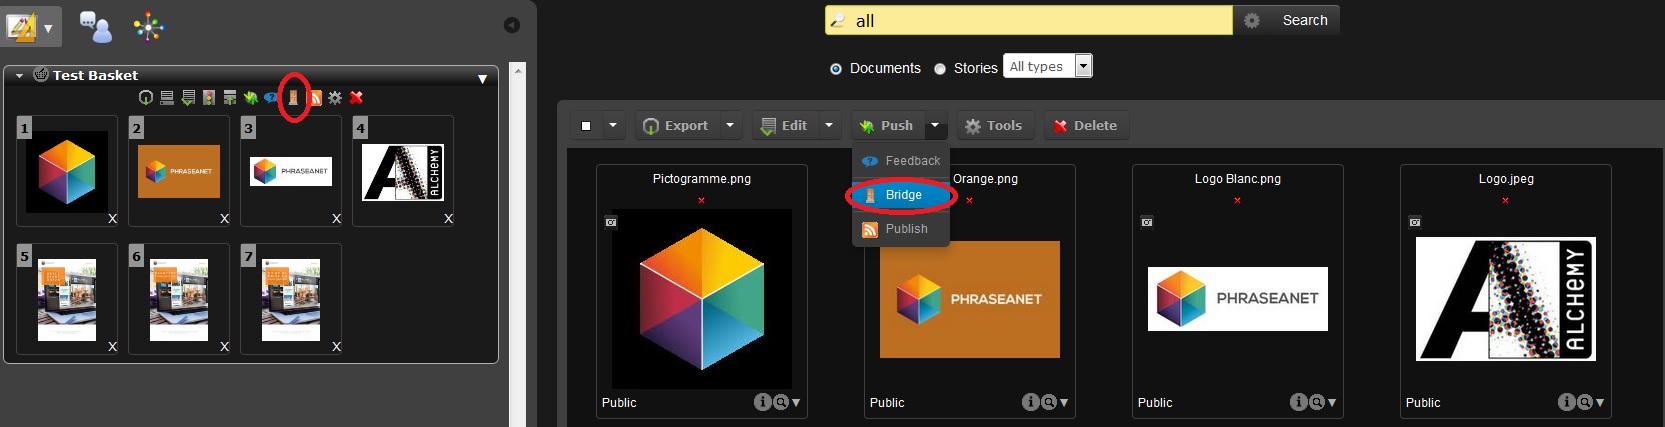 all
Search
Documents
Stories
All types
Test Basket
1
2
PHRASEANET
3
PHRASEANET
4
ALCHEMY
X
X
X
X
5
6
7
X
X
X
Export
Edit
Push
Tools
Delete
Feedback
Bridge
Publish
Pictogramme.png
Orange.png
Logo Blanc.png
Logo.jpeg
PHRASEANET
PHRASEANET
ALCHEMY
Public
Public
Public
Public